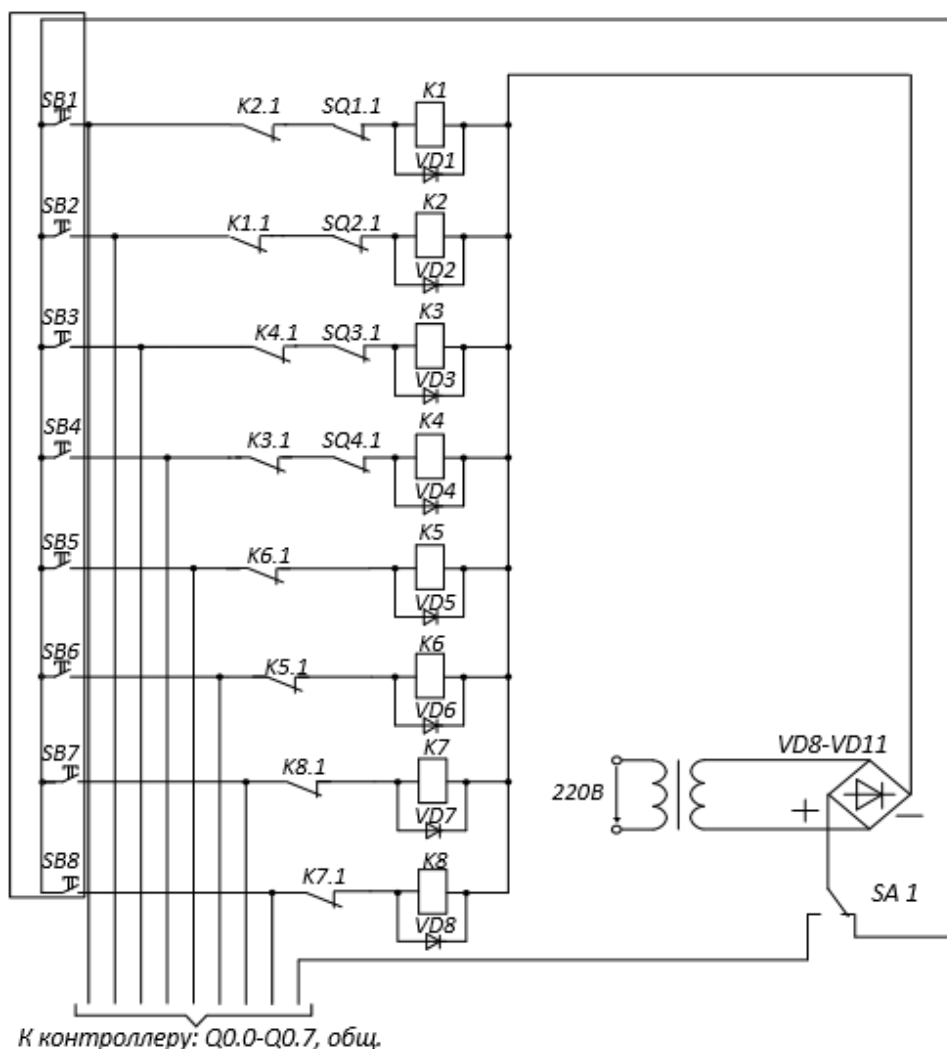 K1
SB1 K2.1 SQ1.1
VD1
K2
SB2 K1.1 SQ2.1
VD2
K3
SB3 K4.1 SQ3.1
VD3
K4
SB4 K3.1 SQ4.1
VD4
K5
SB5 K6.1
VD5
K6
SB6 K5.1
VD6
K7
SB7 K8.1
VD7
VD8-VD11
220В + −
K8
SB8 K7.1
VD8
SA 1
К контроллеру: Q0.0-Q0.7, общ.